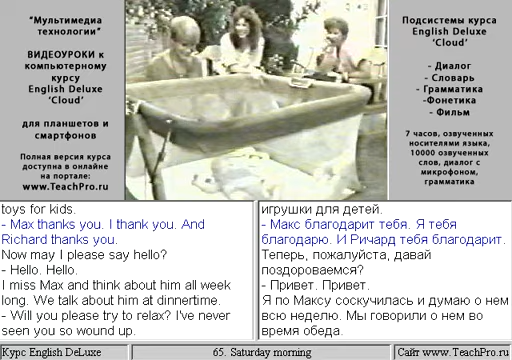 "Мультимедиа
технологии"
ВИДЕОУРОКИ к
компьютерному
курсу
English Deluxe
'Cloud'
для планшетов и
смартфонов
Полная версия курса
доступна в онлайне
на портале:
www.TeachPro.ru
Подсистемы курса
English Deluxe
'Cloud'
- Диалог
- Словарь
- Грамматика
-Фонетика
- Фильм
7 часов, озвученных
носителями языка,
10000 озвученных
слов, диалог с
микрофоном,
грамматика
toys for kids.
- Max thanks you. I thank you. And
Richard thanks you.
Now may I please say hello?
- Hello. Hello.
I miss Max and think about him all week
long. We talk about him at dinnertime.
- Will you please try to relax? I've never
seen you so wound up.
игрушки для детей.
- Макс благодарит тебя. Я тебя
благодарю. И Ричард тебя благодарит.
Теперь, пожалуйста, давай
поздороваемся?
- Привет. Привет.
Я по Максу соскучилась и думаю о нем
всю неделю. Мы говорили о нем во
время обеда.
Курс English DeLuxe
65. Saturday morning
Сайт www.TeachPro.ru